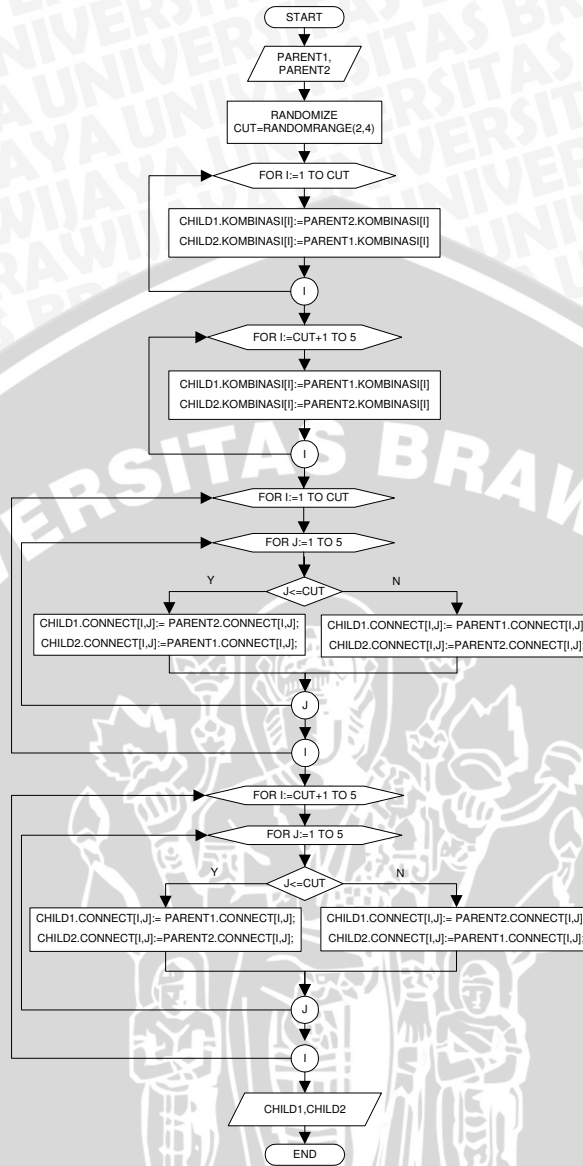 START
PARENT1,
PARENT2
RANDOMIZE
CUT=RANDOMRANGE(2,4)
FOR I:=1 TO CUT
CHILD1.KOMBINASI[I]:=PARENT2.KOMBINASI[I]
CHILD2.KOMBINASI[I]:=PARENT1.KOMBINASI[I]
I
FOR I:=CUT+1 TO 5
CHILD1.KOMBINASI[I]:=PARENT1.KOMBINASI[I]
CHILD2.KOMBINASI[I]:=PARENT2.KOMBINASI[I]
I
FOR I:=1 TO CUT
FOR J:=1 TO 5
J<=CUT
Y
N
CHILD1.CONNECT[I,J]:= PARENT2.CONNECT[I,J];
CHILD2.CONNECT[I,J]:=PARENT1.CONNECT[I,J];
CHILD1.CONNECT[I,J]:= PARENT1.CONNECT[I,J]
CHILD2.CONNECT[I,J]:=PARENT2.CONNECT[I,J];
J
I
FOR I:=CUT+1 TO 5
FOR J:=1 TO 5
J<=CUT
Y
N
CHILD1.CONNECT[I,J]:= PARENT1.CONNECT[I,J];
CHILD2.CONNECT[I,J]:=PARENT2.CONNECT[I,J];
CHILD1.CONNECT[I,J]:= PARENT2.CONNECT[I,J]
CHILD2.CONNECT[I,J]:=PARENT1.CONNECT[I,J];
J
I
CHILD1,CHILD2
END